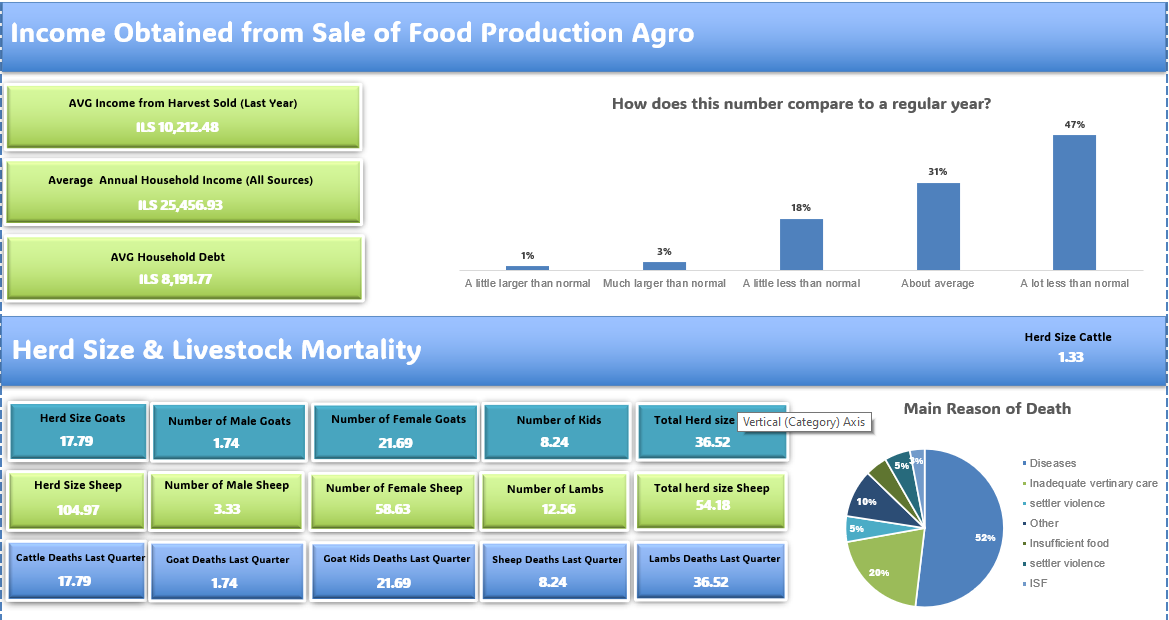 Income Obtained from Sale of Food Production Agro
AVG Income from Harvest Sold (Last Year)
ILS 10,212.48
Average Annual Household Income (All Sources)
ILS 25,456.93
AVG Household Debt
ILS 8,191.77
How does this number compare to a regular year?
1%
3%
18%
31%
47%
A little larger than normal
Much larger than normal
A little less than normal
About average
A lot less than normal
Herd Size & Livestock Mortality
Herd Size Cattle
1.33
Herd Size Goats
17.79
Number of Male Goats
1.74
Number of Female Goats
21.69
Number of Kids
8.24
Total Herd size
36.52
Vertical (Category) Axis
Herd Size Sheep
104.97
Number of Male Sheep
3.33
Number of Female Sheep
58.63
Number of Lambs
12.56
Total herd size Sheep
54.18
Cattle Deaths Last Quarter
17.79
Goat Deaths Last Quarter
1.74
Goat Kids Deaths Last Quarter
21.69
Sheep Deaths Last Quarter
8.24
Lambs Deaths Last Quarter
36.52
Main Reason of Death
52%
20%
5%
10%
5%
3%
Diseases
Inadequate vertinary care
settler violence
Other
Insufficient food
settler violence
ISF